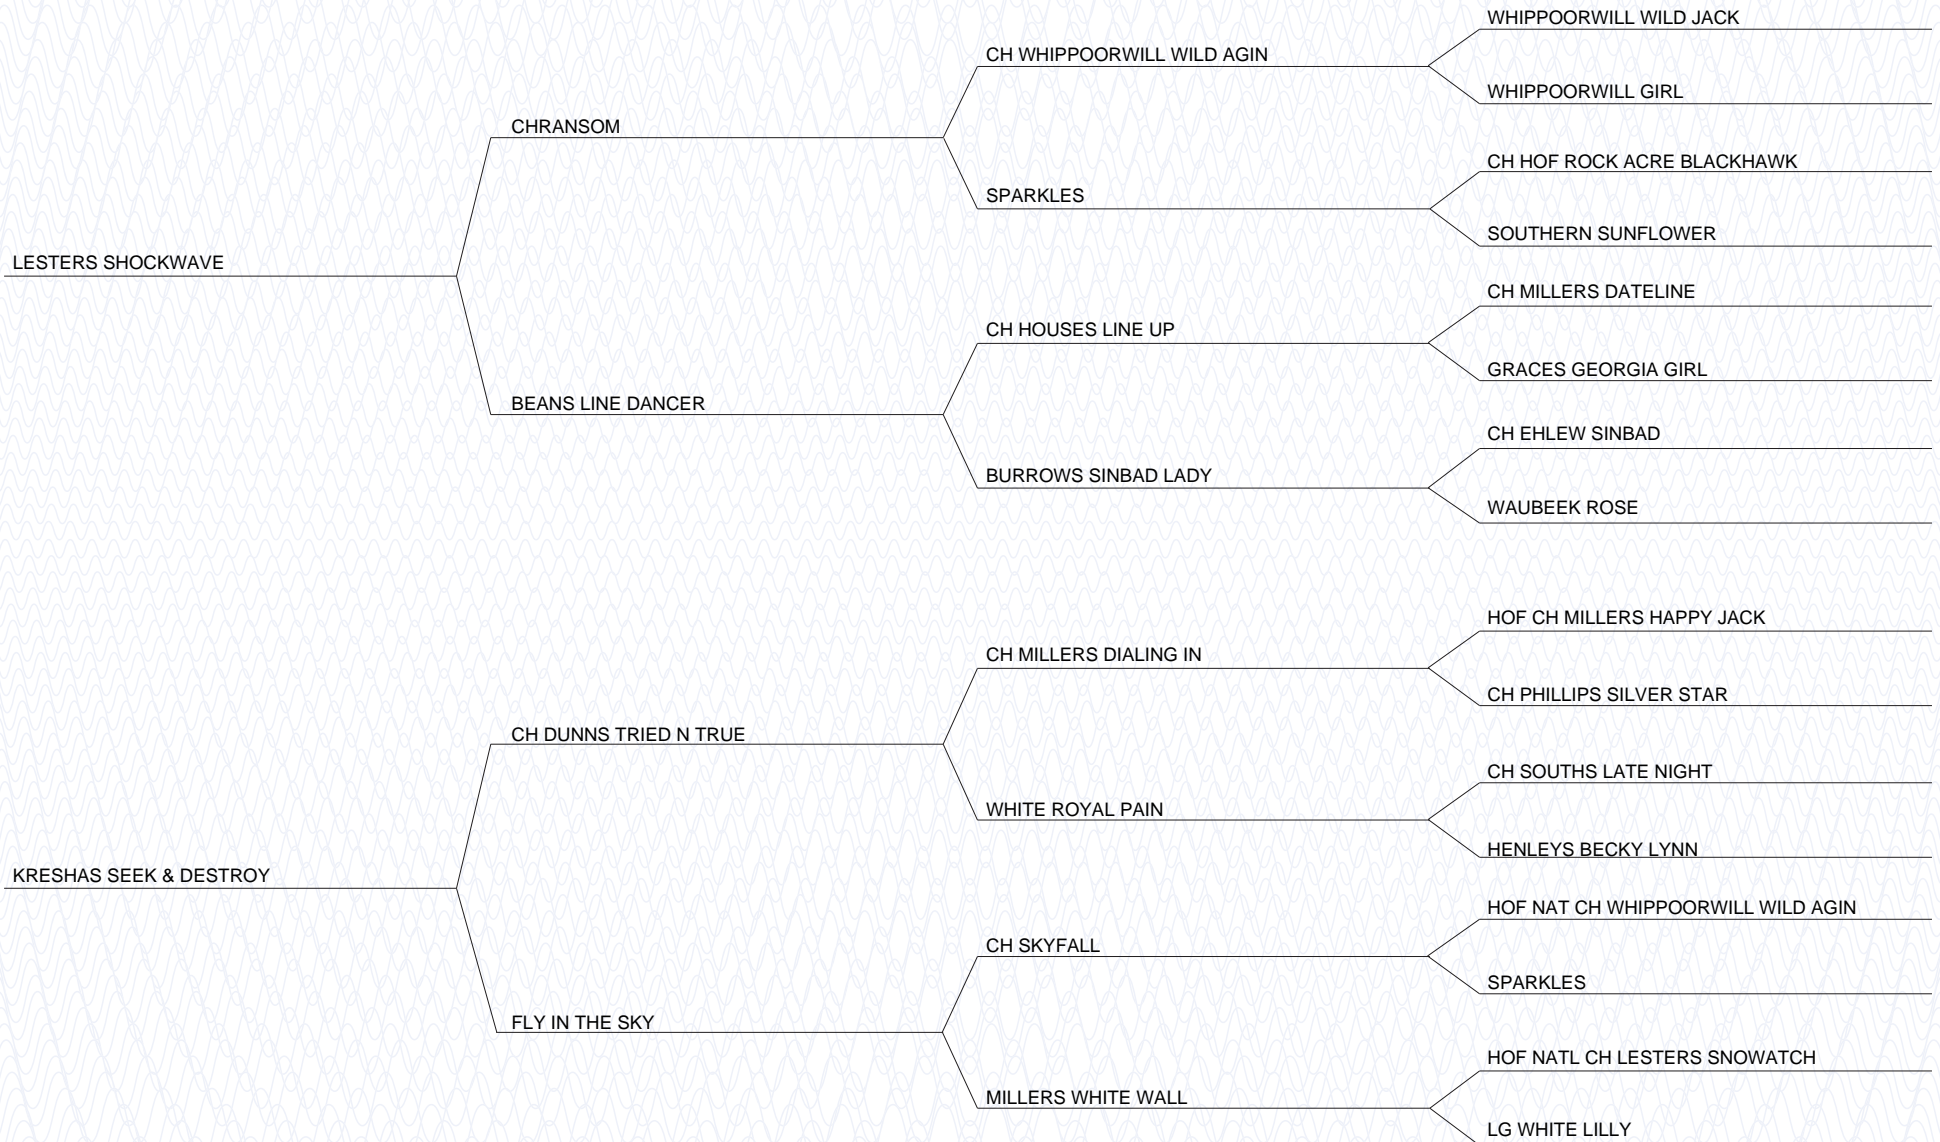 WHIPPOORWILL WILD JACK
CH WHIPPOORWILL WILD AGIN
WHIPPOORWILL GIRL
CHRANSOM
CH HOF ROCK ACRE BLACKHAWK
SPARKLES
SOUTHERN SUNFLOWER
LESTERS SHOCKWAVE
CH MILLERS DATELINE
CH HOUSES LINE UP
GRACES GEORGIA GIRL
BEANS LINE DANCER
CH EHLEW SINBAD
BURROWS SINBAD LADY
WAUBEEK ROSE
HOF CH MILLERS HAPPY JACK
CH MILLERS DIALING IN
CH PHILLIPS SILVER STAR
CH DUNNS TRIED N TRUE
CH SOUTHS LATE NIGHT
WHITE ROYAL PAIN
HENLEYS BECKY LYNN
KRESHAS SEEK & DESTROY
HOF NAT CH WHIPPOORWILL WILD AGIN
CH SKYFALL
SPARKLES
FLY IN THE SKY
HOF NATL CH LESTERS SNOWATCH
MILLERS WHITE WALL
LG WHITE LILLY